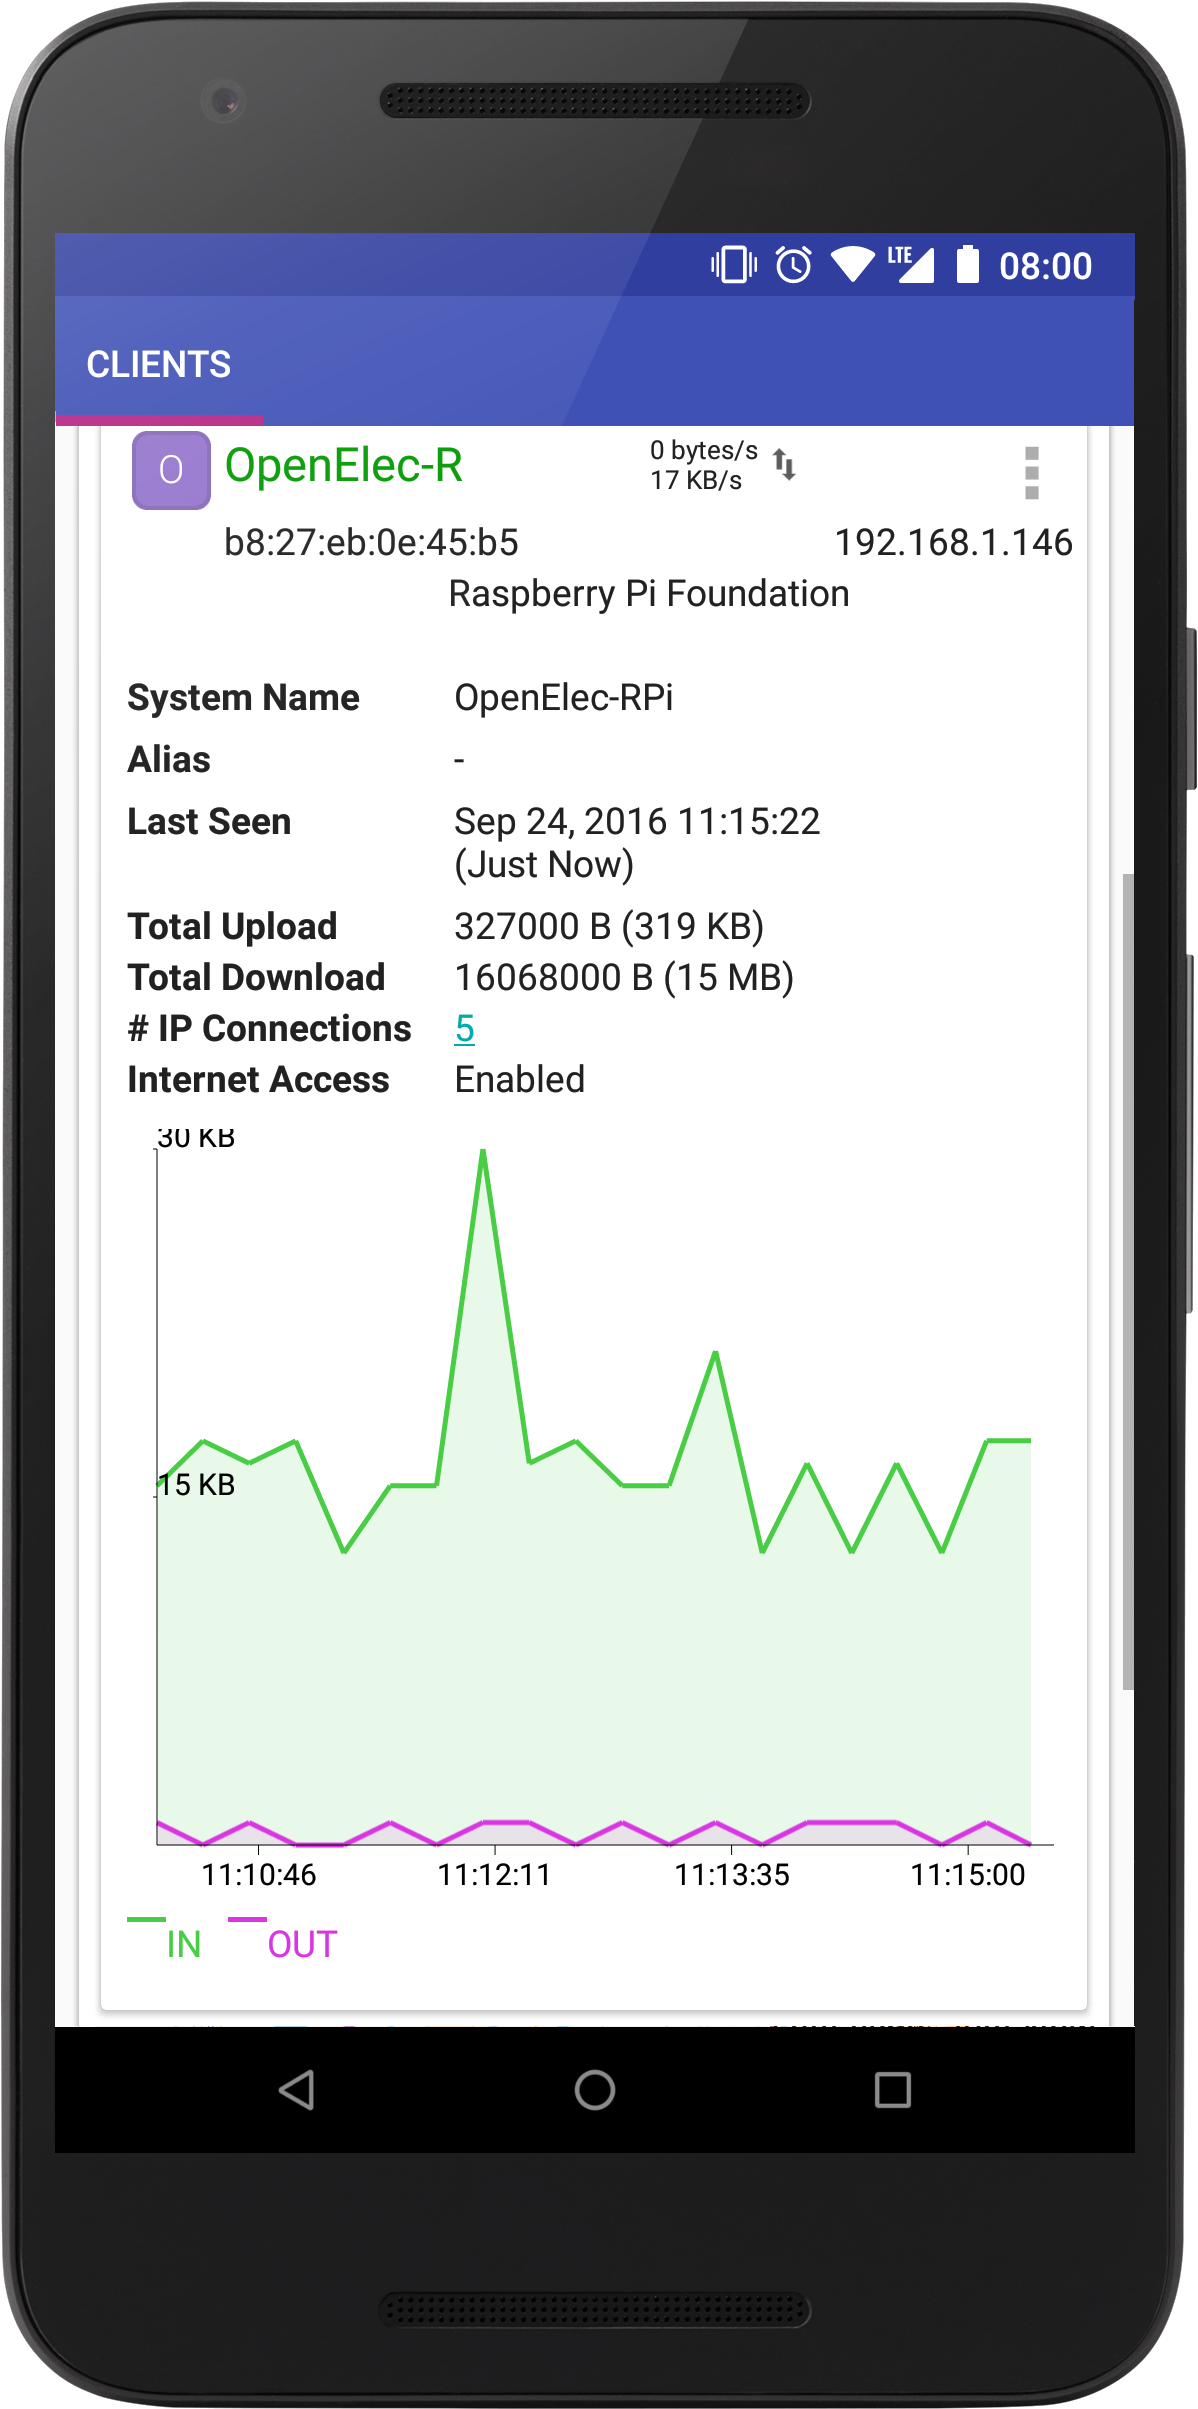 LTE 08:00
CLIENTS
O OpenElec-R 0 bytes/s
17 KB/s
b8:27:eb:0e:45:b5 192.168.1.146
Raspberry Pi Foundation
System Name OpenElec-RPi
Alias -
Last Seen Sep 24, 2016 11:15:22
(Just Now)
Total Upload 327000 B (319 KB)
Total Download 16068000 B (15 MB)
# IP Connections 5
Internet Access Enabled
30 KB
15 KB
11:10:46 11:12:11 11:13:35 11:15:00
IN OUT